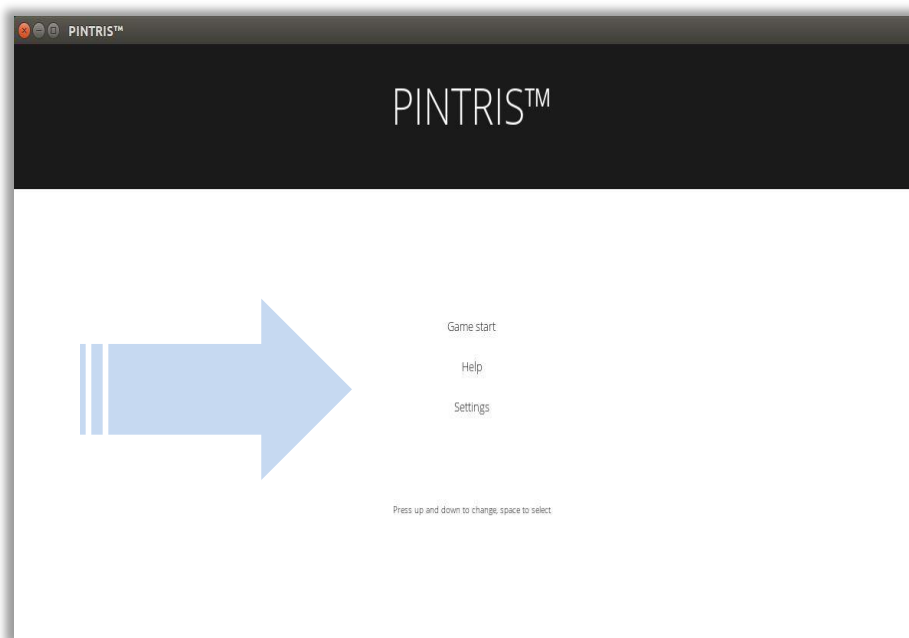 PINTRIS™
PINTRIS™
Game start
Help
Settings
Press up and down to change, space to select